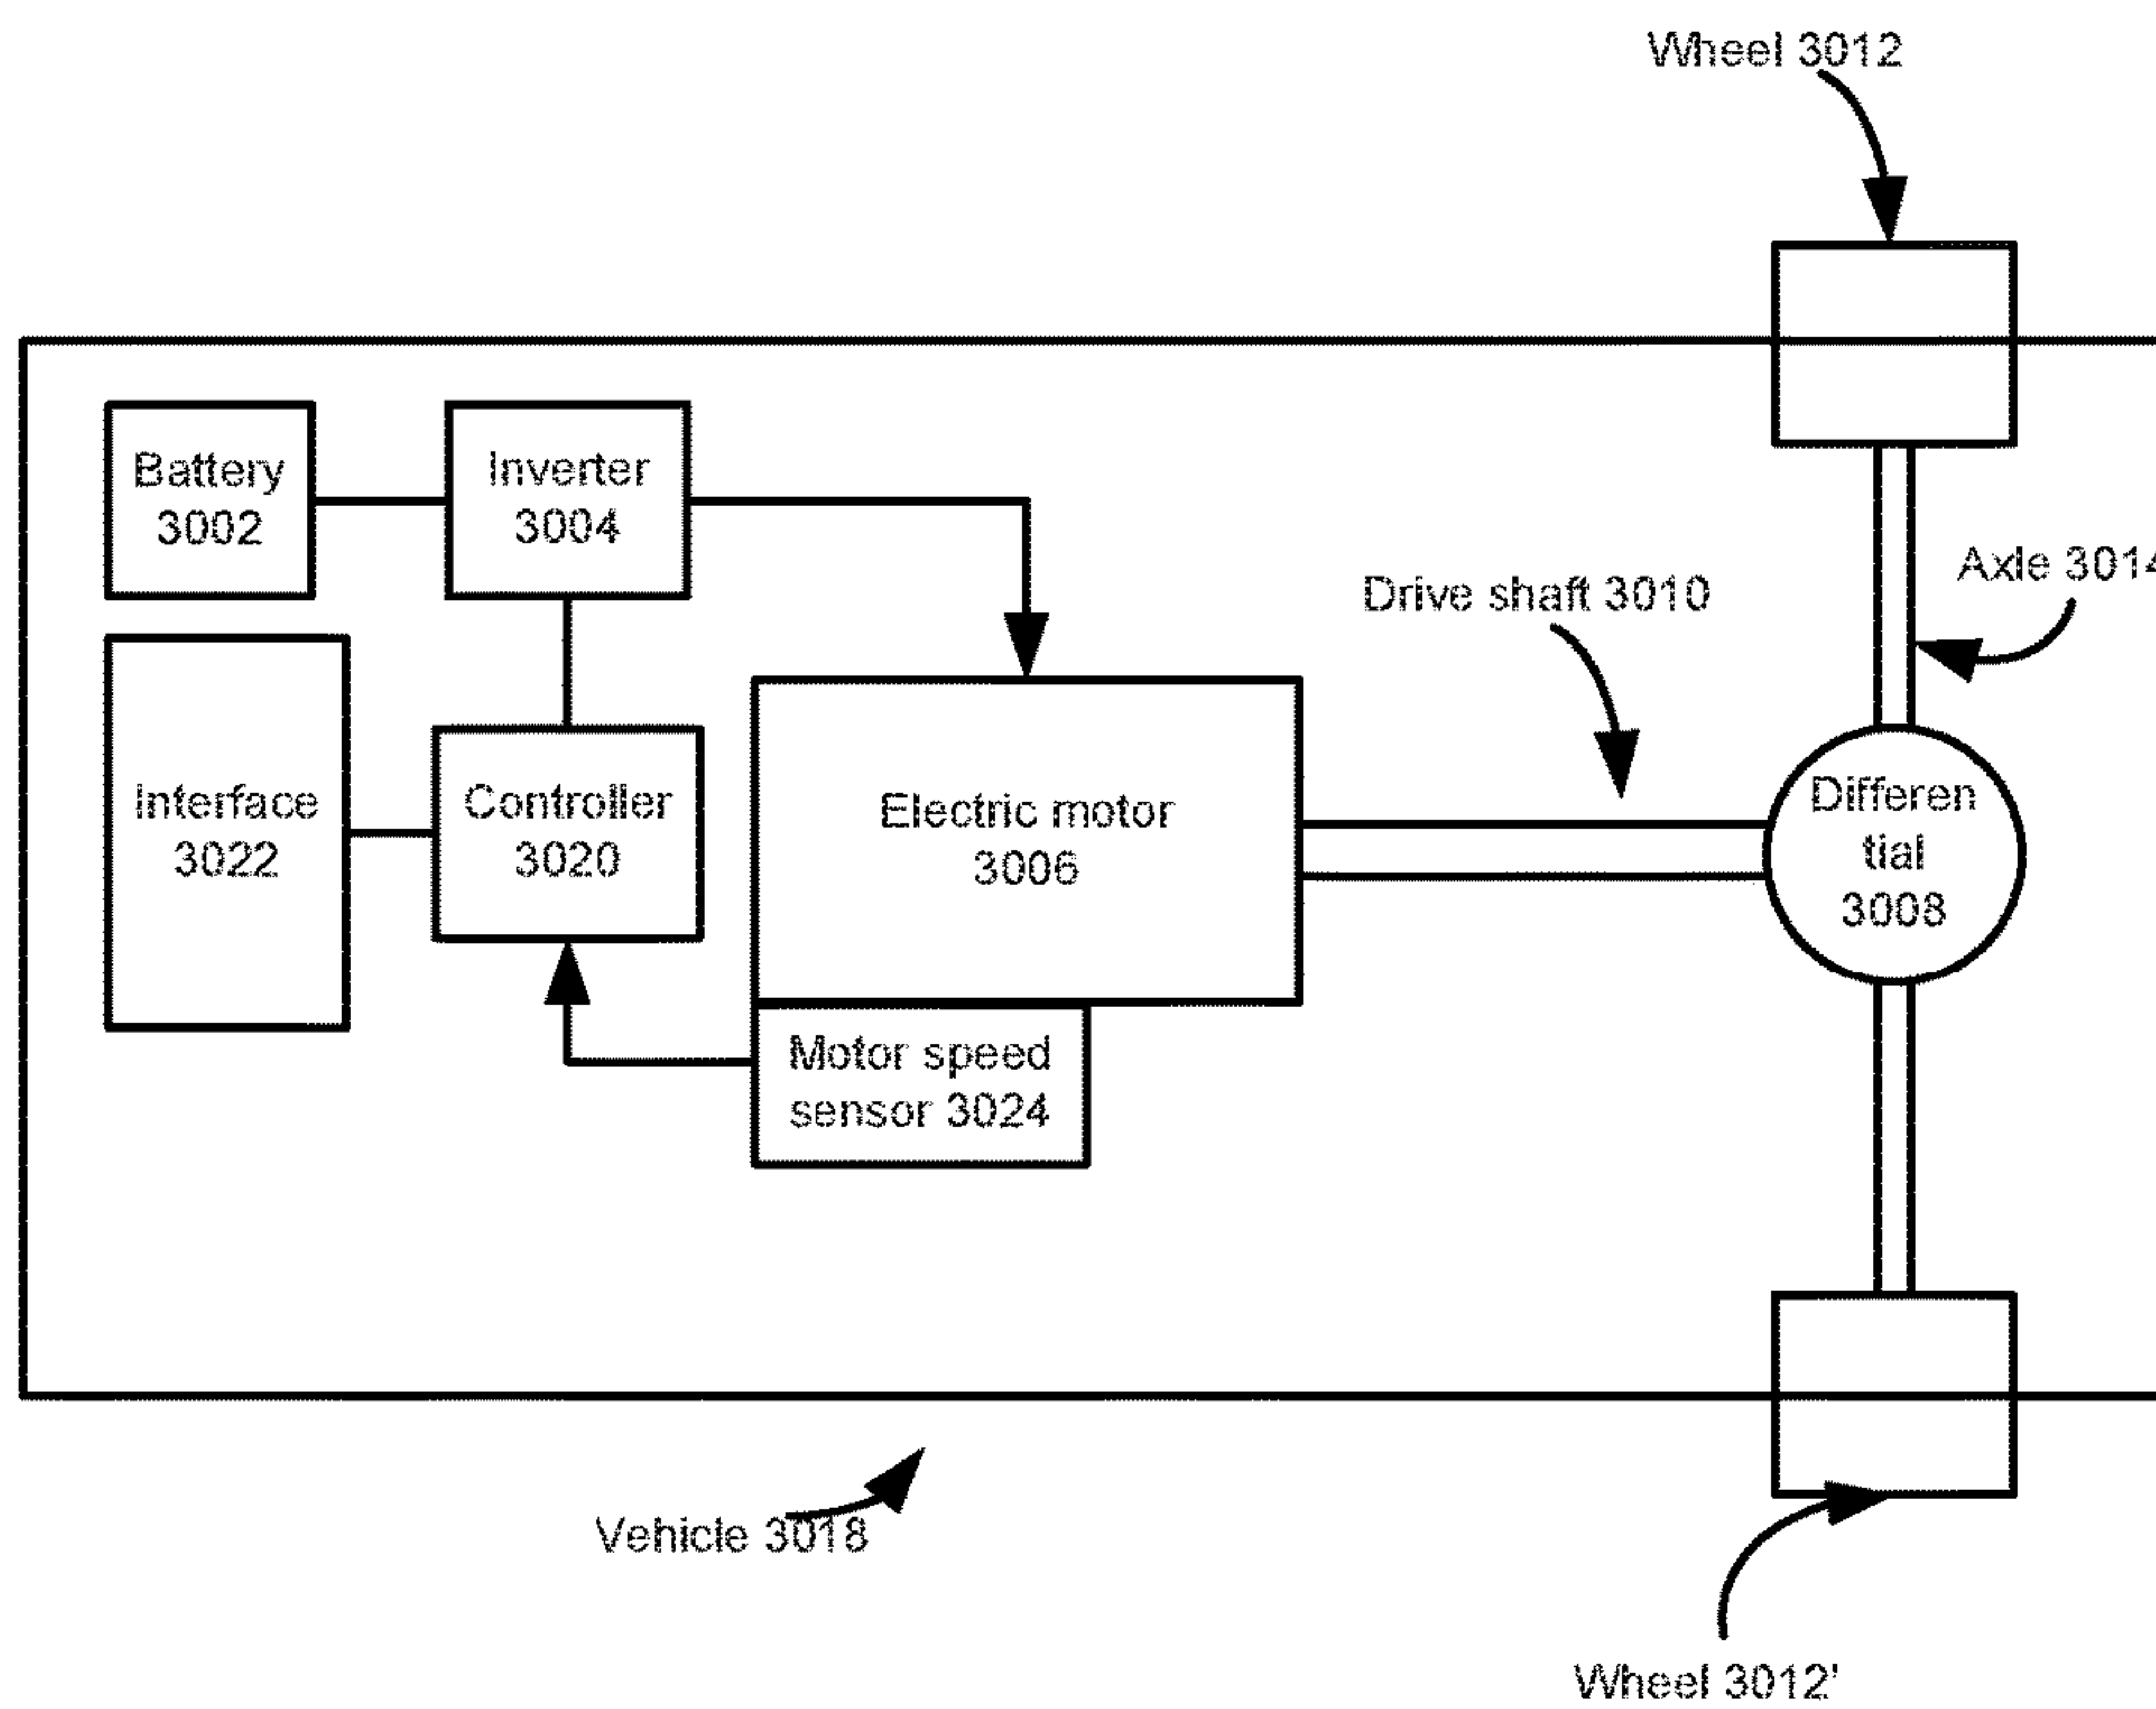 Wheel 3012
Battery
3002
Inverter
3004
Drive shaft 3010
Axle 3014
Interface
3022
Controller
3020
Electric motor
3006
Differen
tial
3008
Motor speed
sensor 3024
Vehicle 3018
Wheel 3012'